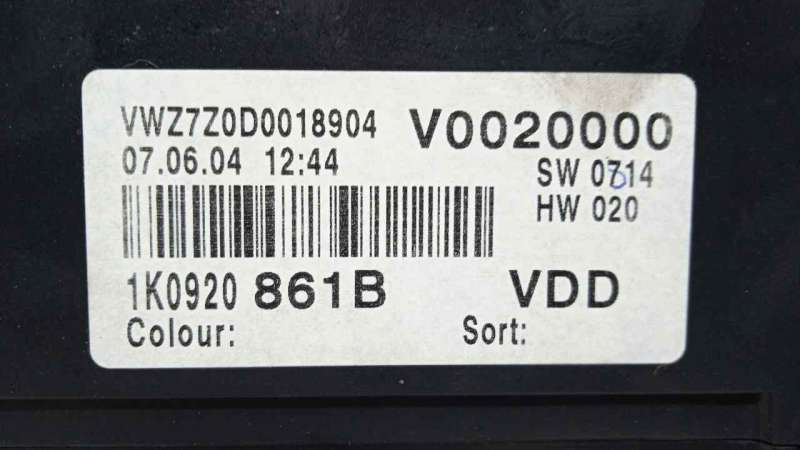 VWZ7Z0D0018904 V0020000
07.06.04 12:44 SW 0714
HW 020
1K0920 861B VDD
Colour: Sort: